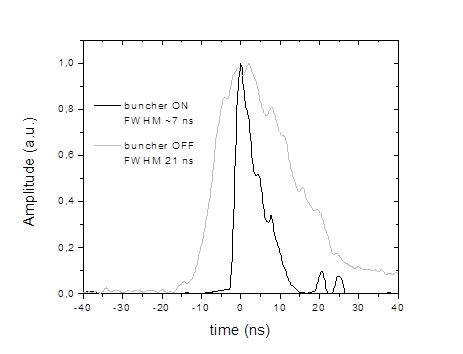 1,0
0,8
0,6
0,4
0,2
0,0
Amplitude (a.u.)
buncher ON
FWHM ~7 ns
buncher OFF
FWHM 21 ns
-40 -30 -20 -10 0 10 20 30 40
time (ns)